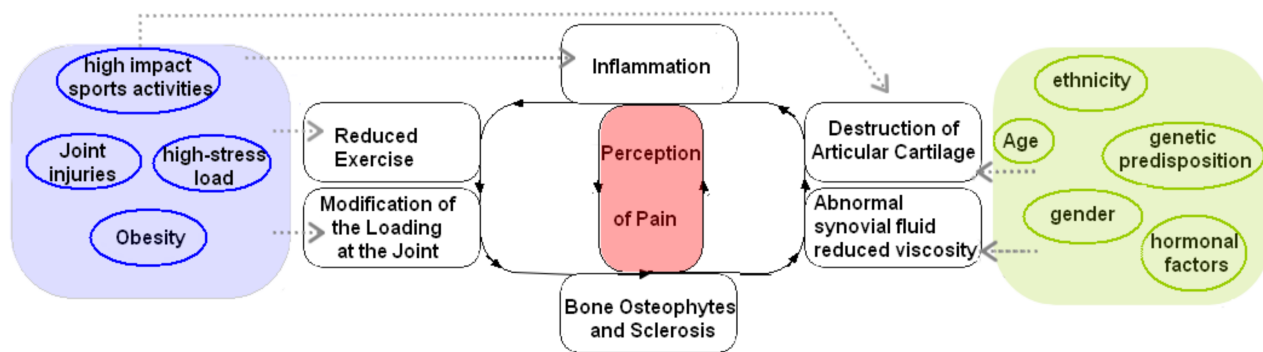 high impact
sports activities
Joint
injuries
high-stress
load
Obesity
Reduced
Exercise
Modification of
the Loading
at the Joint
Inflammation
Perception
of Pain
Bone Osteophytes
and Sclerosis
Destruction of
Articular Cartilage
Abnormal
synovial fluid
reduced viscosity
ethnicity
Age
genetic
predisposition
gender
hormonal
factors